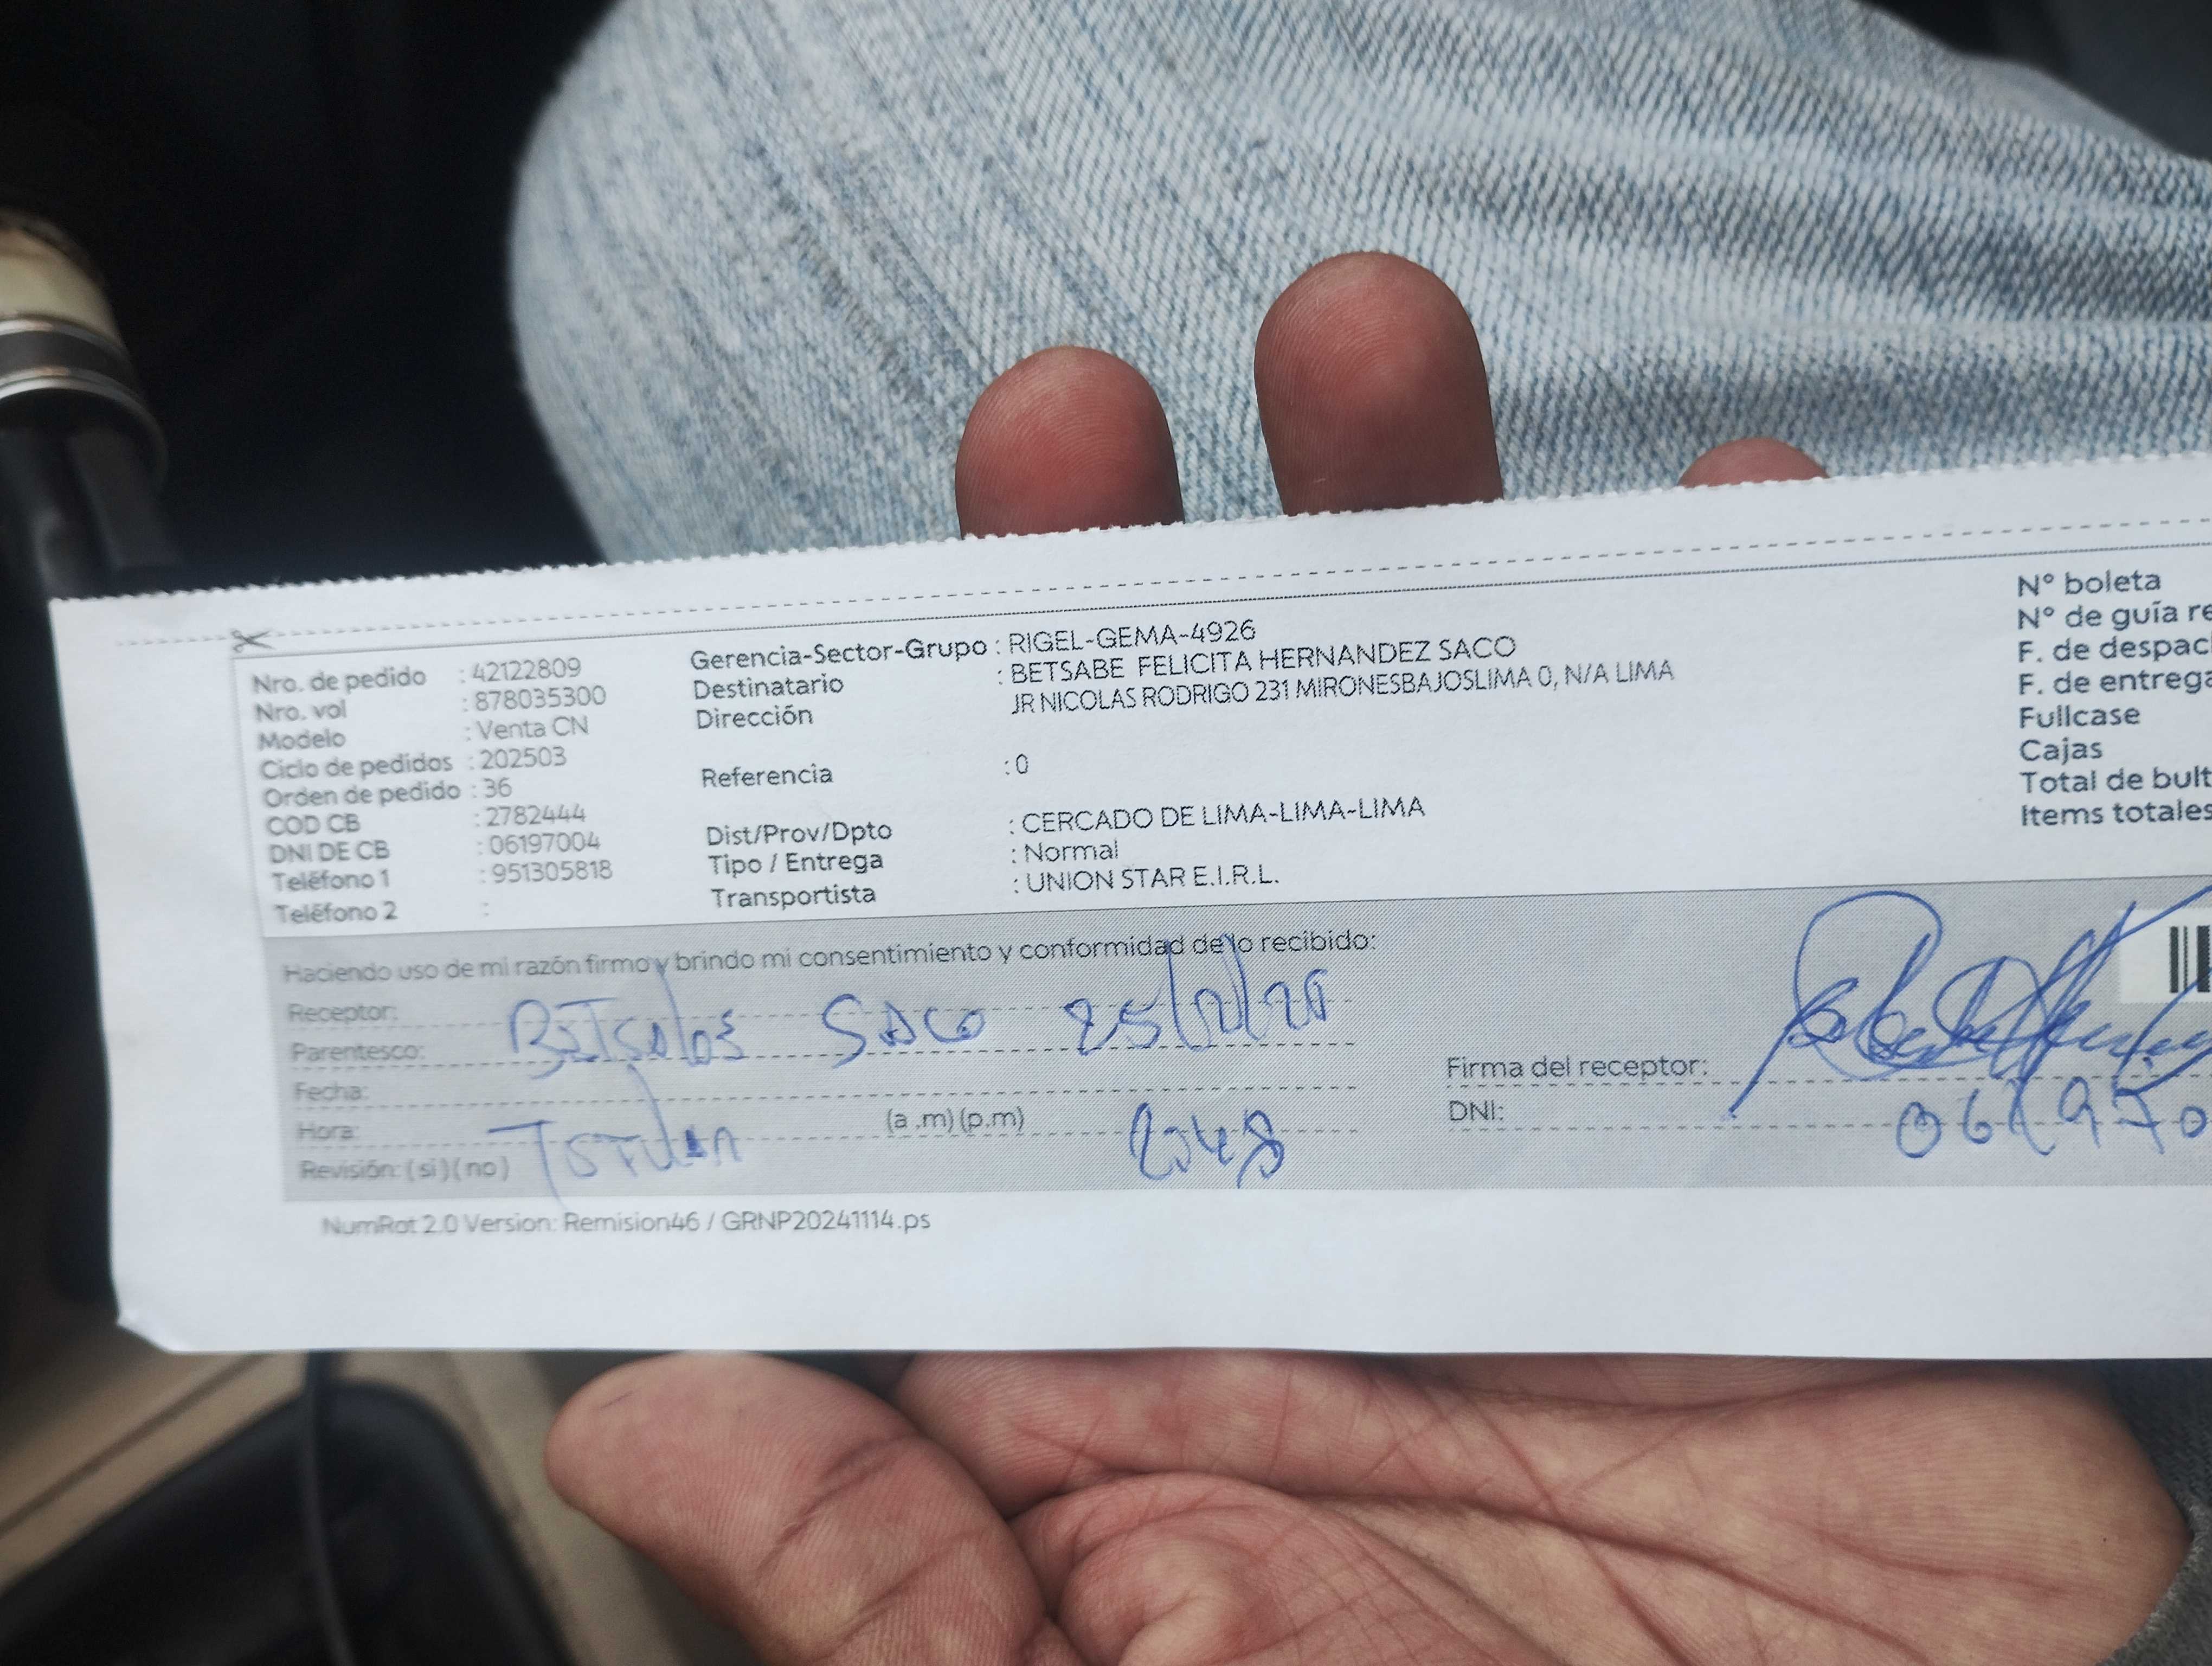 Nro. de pedido : 42122809
Nro. vol : 878035300
Modelo : Venta CN
Ciclo de pedidos : 202503
Orden de pedido : 36
COD CB : 2782444
DNI DE CB : 06197004
Teléfono 1 : 951305818
Teléfono 2 :
Gerencia-Sector-Grupo : RIGEL-GEMA-4926
Destinatario : BETSABE FELICITA HERNANDEZ SACO
Dirección JR NICOLAS RODRIGO 231 MIRONESBAJOSLIMA 0, N/A LIMA
Referencia : 0
Dist/Prov/Dpto : CERCADO DE LIMA-LIMA-LIMA
Tipo / Entrega : Normal
Transportista : UNION STAR E.I.R.L.
N° boleta
N° de guía re
F. de despac
F. de entrega
Fullcase
Cajas
Total de bult
Items totales
Haciendo uso de mi razón firmo y brindo mi consentimiento y conformidad de lo recibido:
Receptor:
Parentesco: SACO
Fecha:
Hora: (a .m) (p.m)
Revisión: (si) (no)
Firma del receptor:
DNI: 061970
NumRot 2.0 Version: Remision46 / GRNP20241114.ps